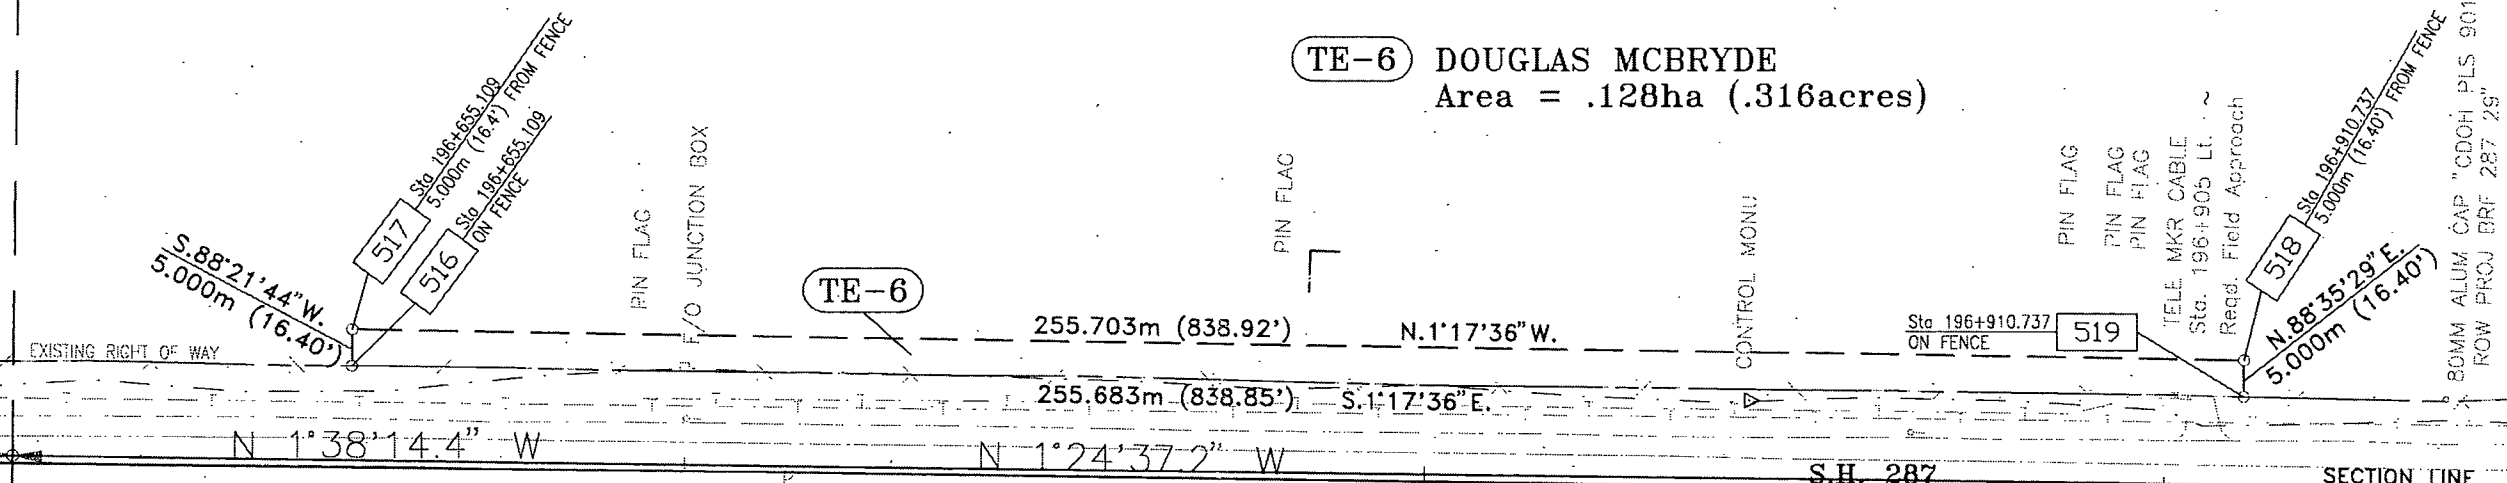 TE-6 DOUGLAS MCBRYDE
Area = .128ha (.316acres)
Sta 196+655.109
5.000m (16.4') FROM FENCE
517
Sta 196+655.109
ON FENCE
516
S.88°21'44"W.
5.000m (16.40')
PIN FLAG
F/O JUNCTION BOX
TE-6
PIN FLAG
255.703m (838.92') N.1°17'36"W.
CONTROL MONU
Sta 196+910.737
ON FENCE
519
PIN FLAG
PIN FLAG
PIN FLAG
TELE MKR CABLE
Sta. 196+905 Lt. ~
Reqd. Field Approach
Sta 196+910.737
5.000m (16.40') FROM FENCE
518
N.88°35'29"E.
5.000m (16.40')
80MM ALUM CAP "CDOH PLS 901
ROW PROJ BRF 287 29"
EXISTING RIGHT OF WAY
255.683m (838.85') S.1°17'36"E.
N 1°38'14.4" W
N 1°24'37.2" W
S.H. 287
SECTION LINE